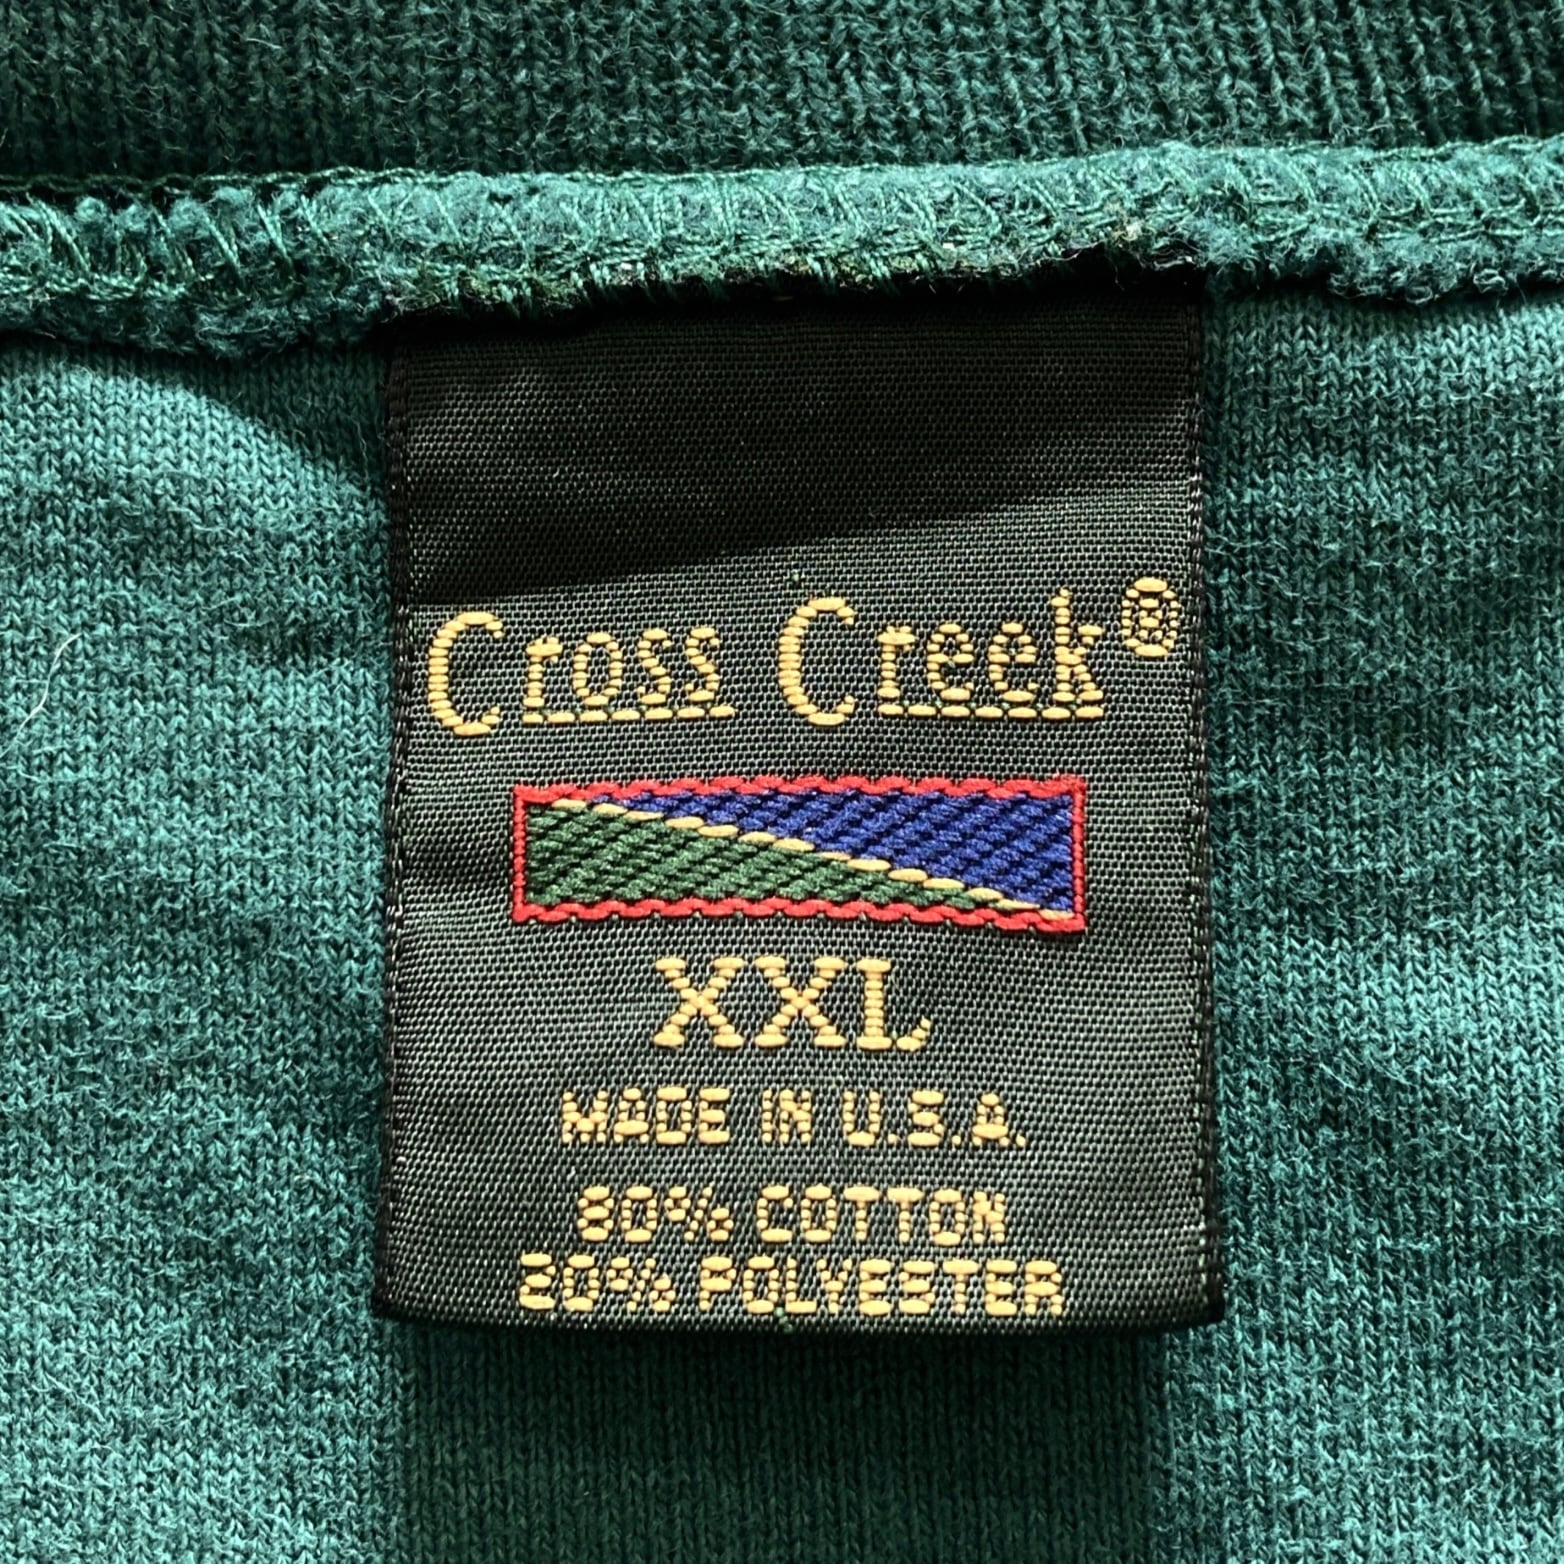 Cross Creek®
XXL
MADE IN U.S.A.
80% COTTON
20% POLYESTER